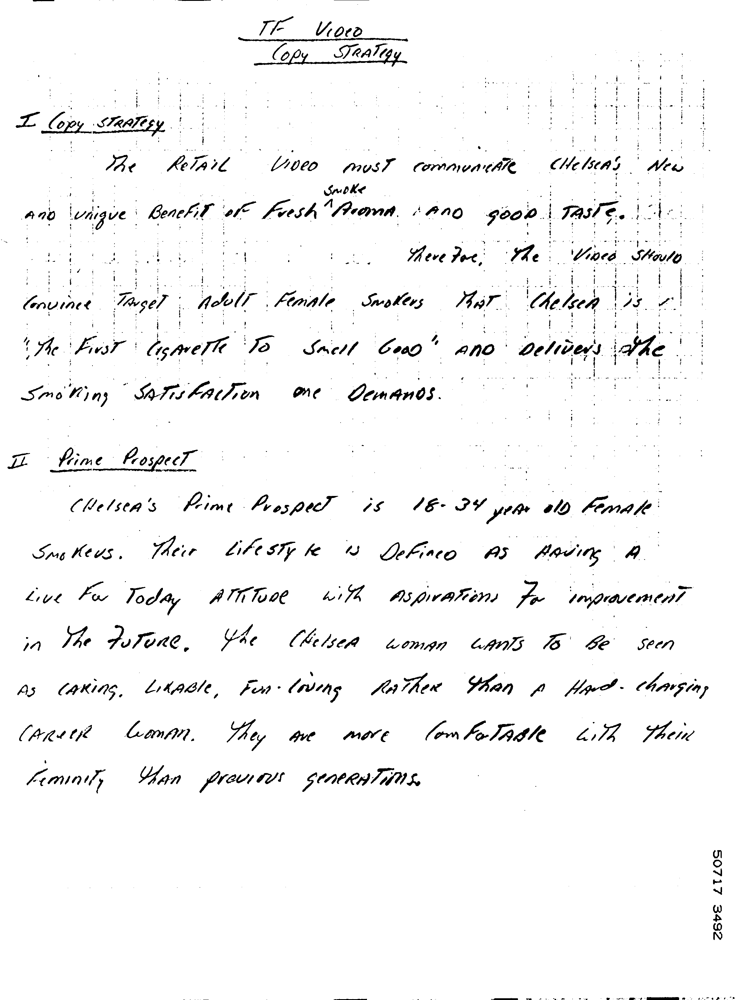 TF Video
Copy Strategy
I Copy Strategy
The Retail Video must communicate Chelsea's New
and unique Benefit of Fresh ^Smoke Aroma and good Taste.
Therefore, The Video Should
Convince Target Adult Female Smokers That Chelsea is
"The First Cigarette To Smell Good" and Delivers the
Smoking Satisfaction one Demands.
II Prime Prospect
Chelsea's Prime Prospect is 18-34 year old Female
Smokers. Their Lifestyle is Defined as Having A
Live For Today Attitude with aspirations For improvement
in The Future. The Chelsea woman wants To Be seen
as caring, Likable, Fun-loving Rather Than a Hard-charging
Career Woman. They are more Comfortable with Their
Feminity Than previous generations.
50717 3492